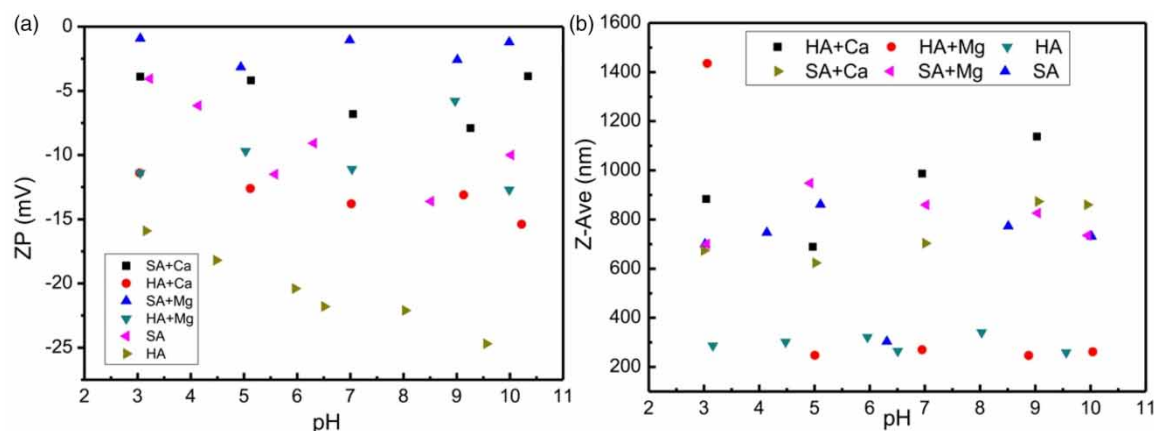 (a)
0
-5
-10
-15
-20
-25
ZP (mV)
SA+Ca
HA+Ca
SA+Mg
HA+Mg
SA
HA
2 3 4 5 6 7 8 9 10 11
pH
(b)
1600
1400
1200
1000
800
600
400
200
Z-Ave (nm)
HA+Ca HA+Mg HA
SA+Ca SA+Mg SA
2 3 4 5 6 7 8 9 10 11
pH